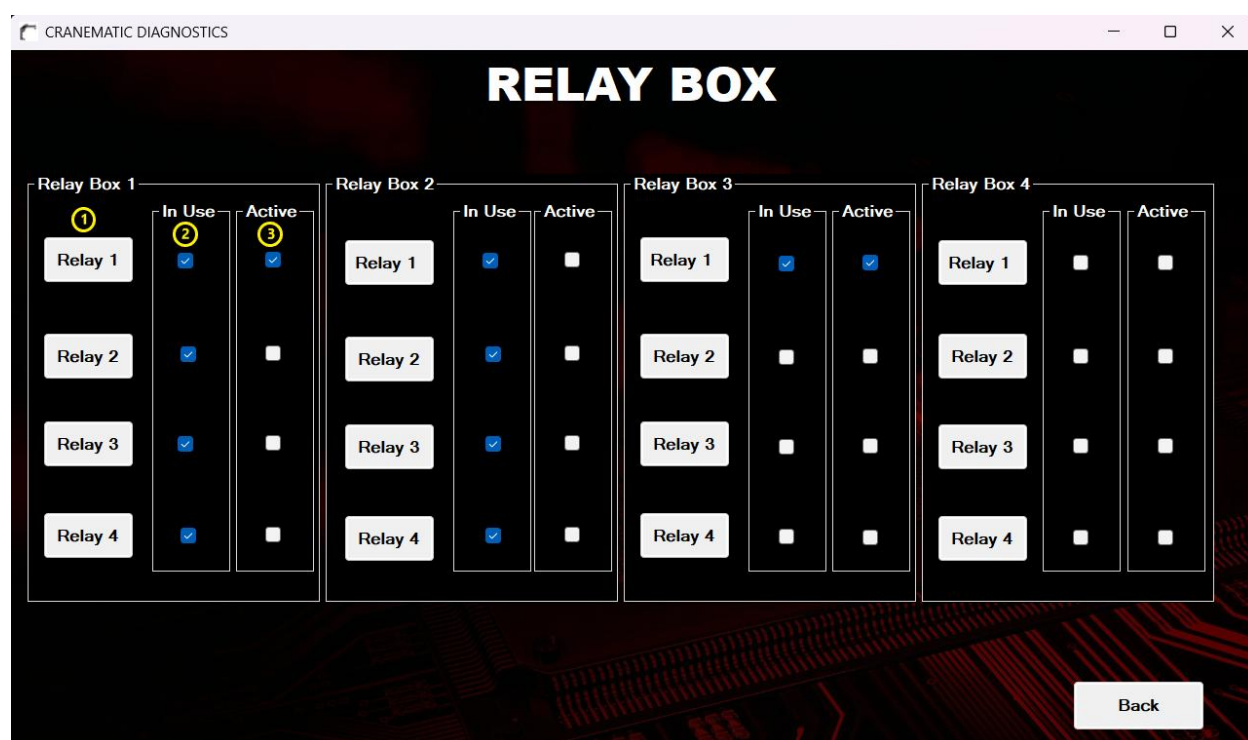 CRANEMATIC DIAGNOSTICS
RELAY BOX
Relay Box 1
1
In Use
2
Active
3
Relay 1
Relay 2
Relay 3
Relay 4
Relay Box 2
In Use
Active
Relay 1
Relay 2
Relay 3
Relay 4
Relay Box 3
In Use
Active
Relay 1
Relay 2
Relay 3
Relay 4
Relay Box 4
In Use
Active
Relay 1
Relay 2
Relay 3
Relay 4
Back